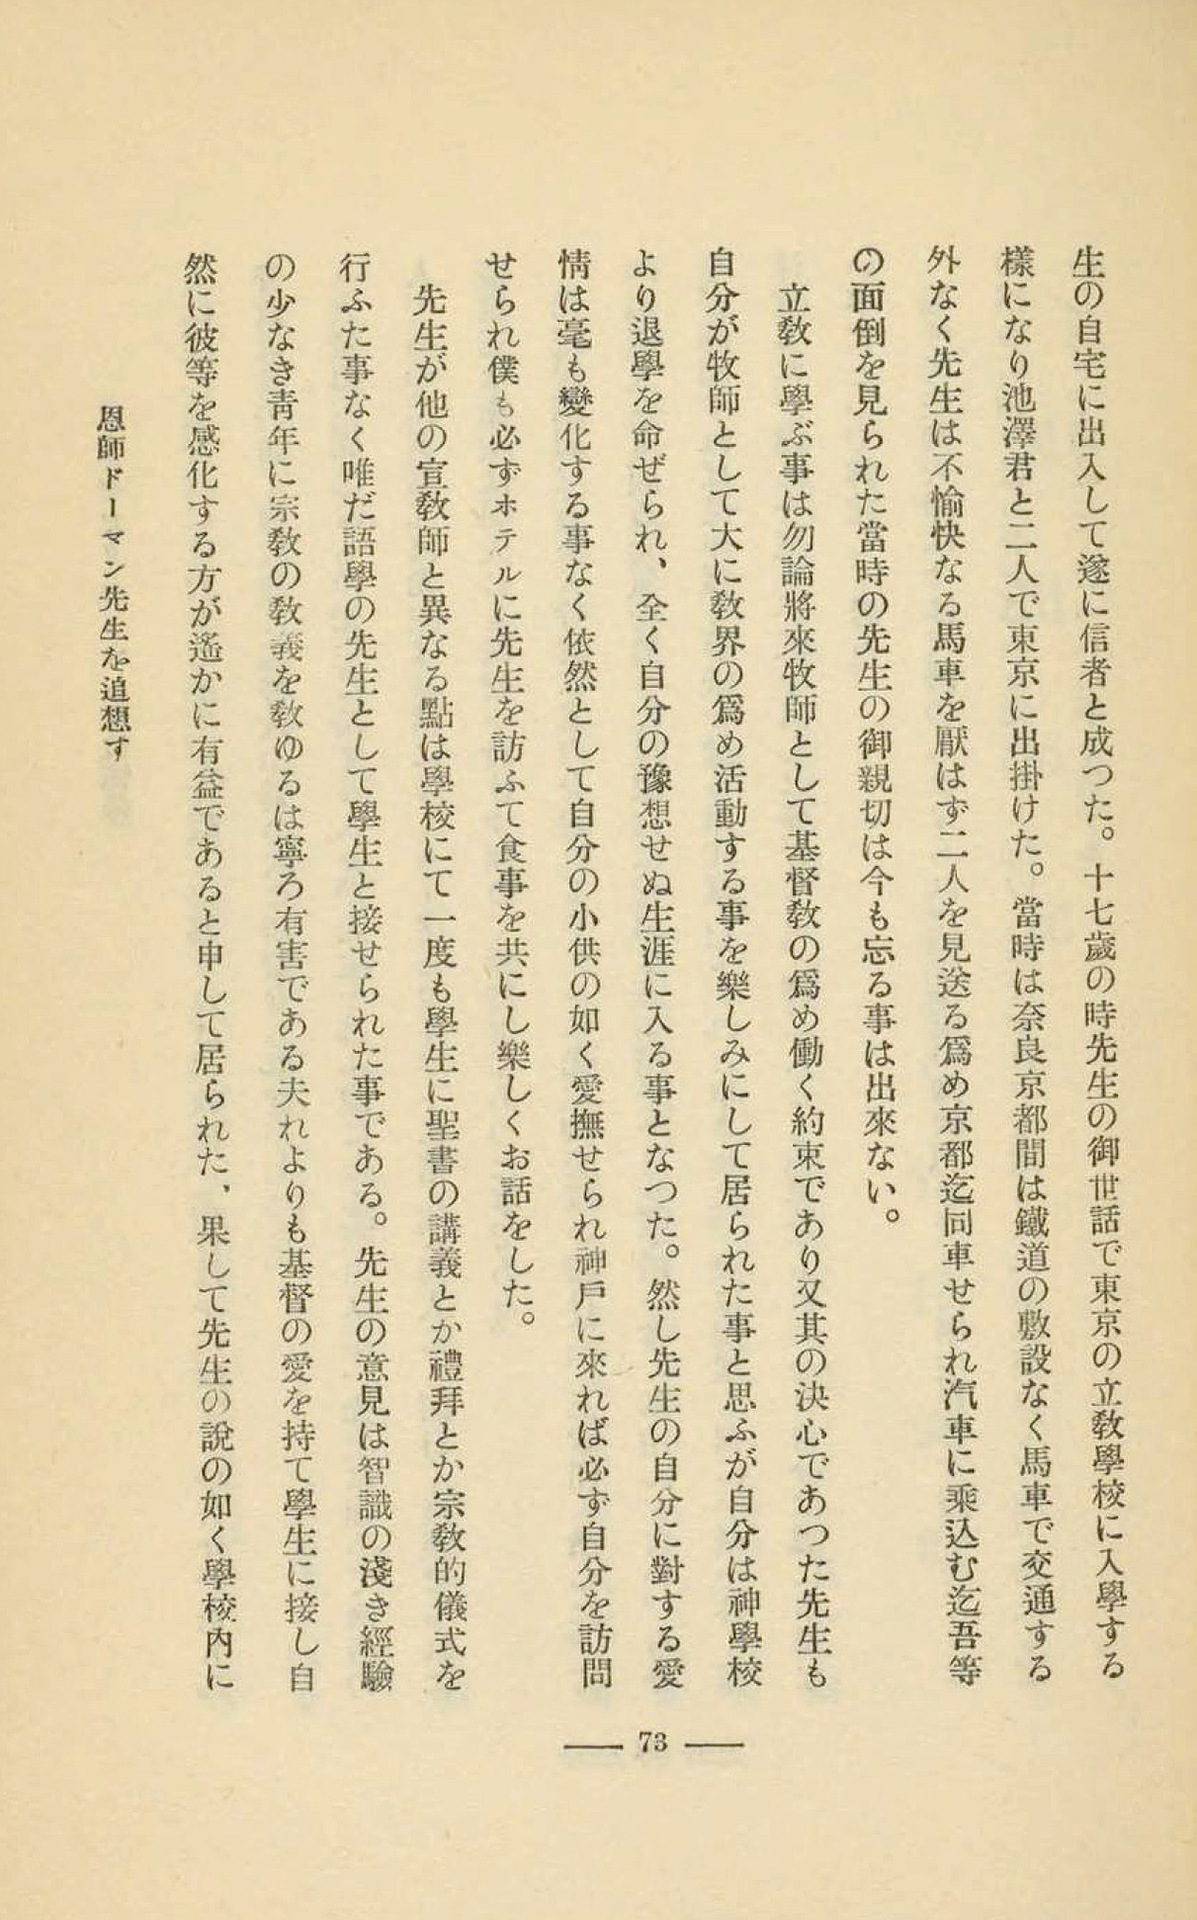 生の自宅に出入して遂に信者と成つた。十七歲の時先生の御世話で東京の立敎學校に入學する
樣になり池澤君と二人で東京に出掛けた。當時は奈良京都間は鐵道の敷設なく馬車で交通する
外なく先生は不愉快なる馬車を厭はず二人を見送る爲め京都迄同車せられ汽車に乘込む迄吾等
の面倒を見られた當時の先生の御親切は今も忘る事は出來ない。
立敎に學ぶ事は勿論將來牧師として基督敎の爲め働く約束であり又其の決心であつた先生も
自分が牧師として大に敎界の爲め活動する事を樂しみにして居られた事と思ふが自分は神學校
より退學を命ぜられ、全く自分の豫想せぬ生涯に入る事となつた。然し先生の自分に對する愛
情は毫も變化する事なく依然として自分の小供の如く愛撫せられ神戶に來れば必ず自分を訪問
せられ僕も必ずホテルに先生を訪ふて食事を共にし樂しくお話をした。
先生が他の宣敎師と異なる點は學校にて一度も學生に聖書の講義とか禮拜とか宗敎的儀式を
行ふた事なく唯だ語學の先生として學生と接せられた事である。先生の意見は智識の淺き經驗
の少なき靑年に宗敎の敎義を敎ゆるは寧ろ有害である夫れよりも基督の愛を持て學生に接し自
然に彼等を感化する方が遙かに有益であると申して居られた、果して先生の說の如く學校內に
恩師ドーマン先生を追想す
73